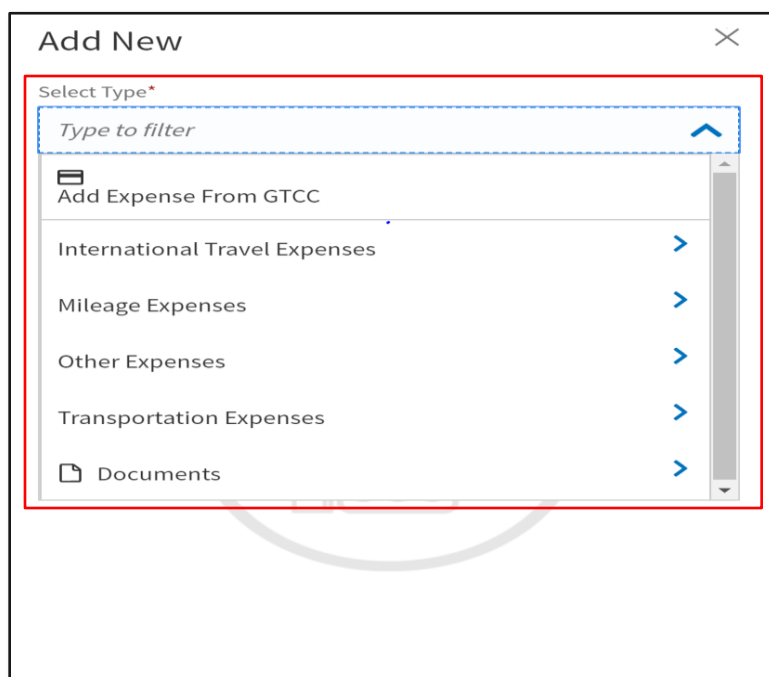 Add New
Select Type*
Type to filter
Add Expense From GTCC
International Travel Expenses
Mileage Expenses
Other Expenses
Transportation Expenses
Documents